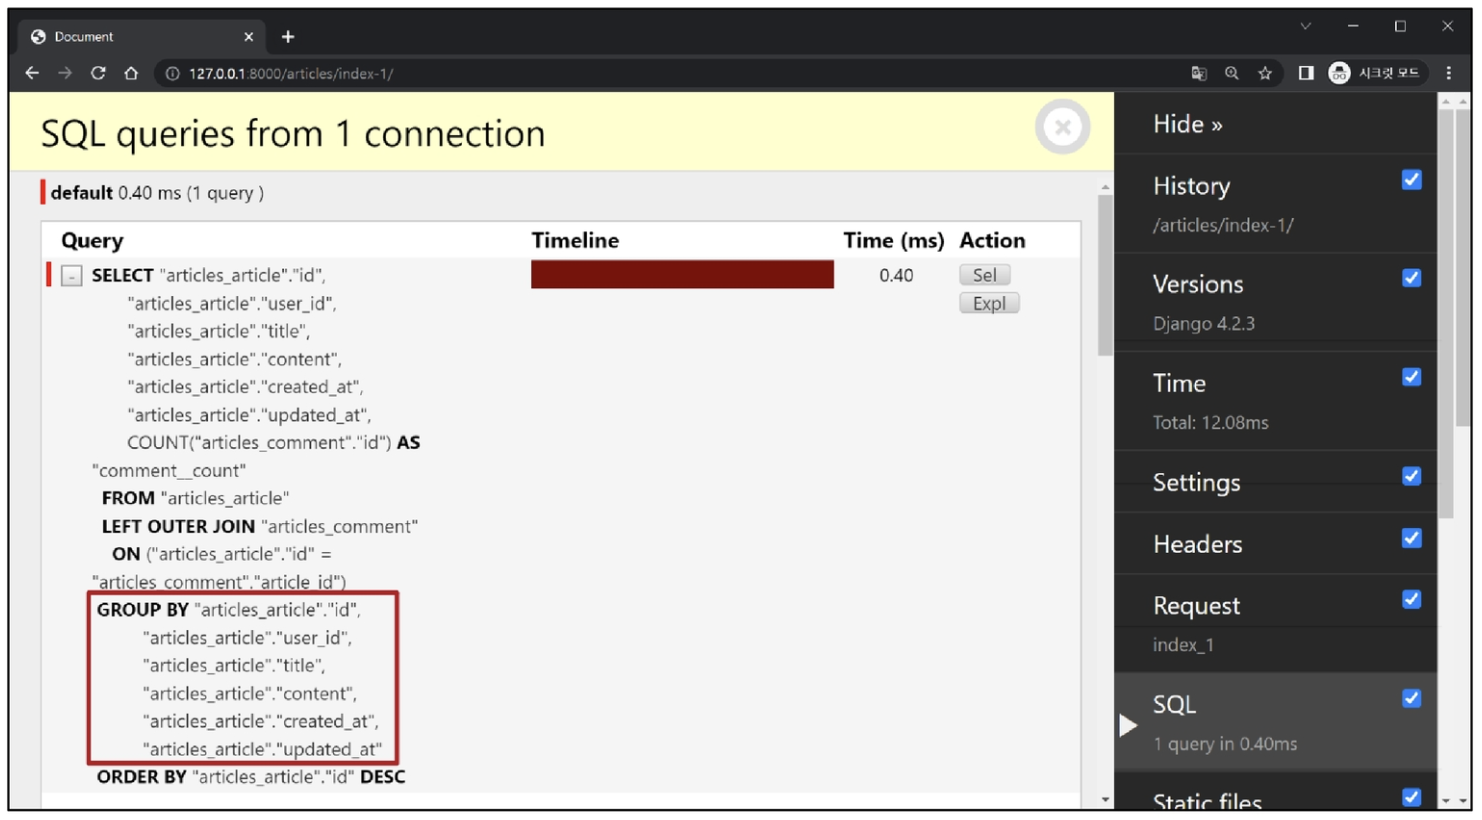 Document
127.0.0.1:8000/articles/index-1/
시크릿 모드
SQL queries from 1 connection
default 0.40 ms (1 query )
Query Timeline Time (ms) Action
SELECT "articles_article"."id", 0.40 Sel
"articles_article"."user_id", Expl
"articles_article"."title",
"articles_article"."content",
"articles_article"."created_at",
"articles_article"."updated_at",
COUNT("articles_comment"."id") AS
"comment__count"
FROM "articles_article"
LEFT OUTER JOIN "articles_comment"
ON ("articles_article"."id" =
"articles_comment"."article_id")
GROUP BY "articles_article"."id",
"articles_article"."user_id",
"articles_article"."title",
"articles_article"."content",
"articles_article"."created_at",
"articles_article"."updated_at"
ORDER BY "articles_article"."id" DESC
Hide »
History
/articles/index-1/
Versions
Django 4.2.3
Time
Total: 12.08ms
Settings
Headers
Request
index_1
SQL
1 query in 0.40ms
Static files